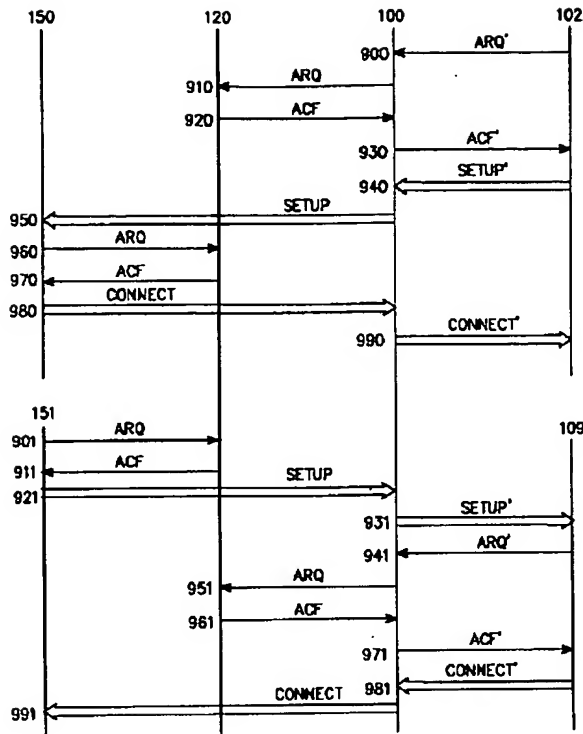 150 120 100 102
900 ARQ'
910 ARQ
920 ACF
930 ACF'
940 SETUP'
950 SETUP
960 ARQ
970 ACF
980 CONNECT
990 CONNECT'
151 109
901 ARQ
911 ACF
921 SETUP
931 SETUP'
941 ARQ'
951 ARQ
961 ACF
971 ACF'
981 CONNECT'
991 CONNECT